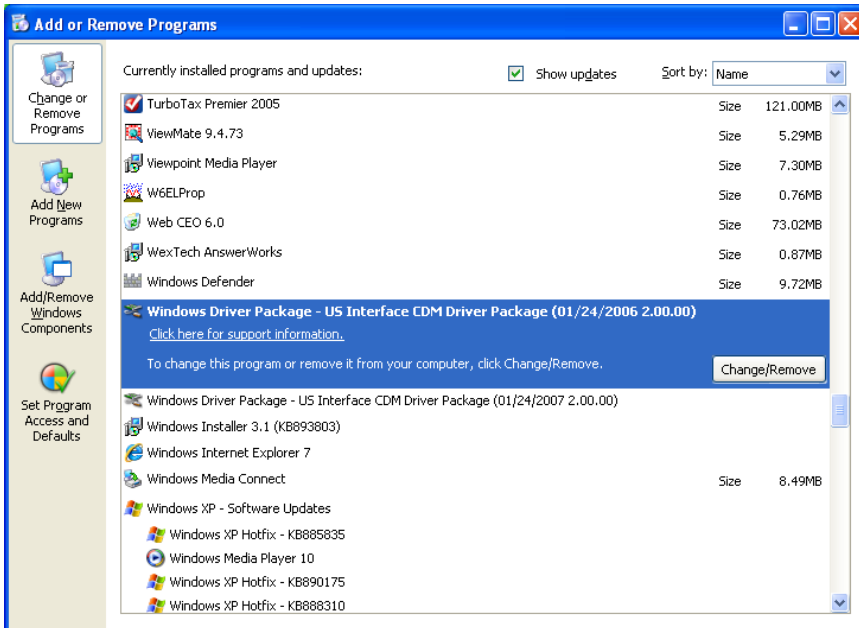 Add or Remove Programs
Change or
Remove
Programs
Add New
Programs
Add/Remove
Windows
Components
Set Program
Access and
Defaults
Currently installed programs and updates:
Show updates
Sort by: Name
TurboTax Premier 2005 Size 121.00MB
ViewMate 9.4.73 Size 5.29MB
Viewpoint Media Player Size 7.30MB
W6ELProp Size 0.76MB
Web CEO 6.0 Size 73.02MB
WexTech AnswerWorks Size 0.87MB
Windows Defender Size 9.72MB
Windows Driver Package - US Interface CDM Driver Package (01/24/2006 2.00.00)
Click here for support information.
To change this program or remove it from your computer, click Change/Remove. Change/Remove
Windows Driver Package - US Interface CDM Driver Package (01/24/2007 2.00.00)
Windows Installer 3.1 (KB893803)
Windows Internet Explorer 7
Windows Media Connect Size 8.49MB
Windows XP - Software Updates
Windows XP Hotfix - KB885835
Windows Media Player 10
Windows XP Hotfix - KB890175
Windows XP Hotfix - KB888310